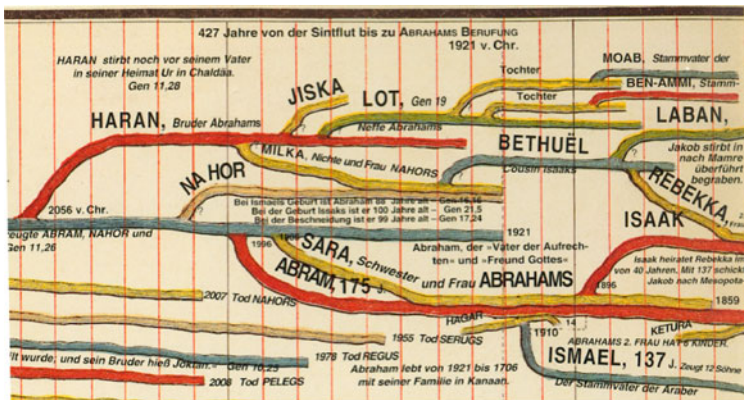 427 Jahre von der Sintflut bis zu ABRAHAMS BERUFUNG
1921 v. Chr.
HARAN stirbt noch vor seinem Vater
in seiner Heimat Ur in Chaldäa.
Gen 11,28
MOAB, Stammvater der
Tochter
BEN-AMMI, Stamm-
JISKA
LOT, Gen 19
Tochter
HARAN, Bruder Abrahams
Neffe Abrahams
LABAN,
BETHUËL
Jakob stirbt in
nach Mamre
überführt
begraben.
MILKA, Nichte und Frau NAHORS
Cousin Isaaks
NAHOR
REBEKKA,
2056 v. Chr.
Bei Ismaels Geburt ist Abraham 86 Jahre alt – Gen 16,16
Bei der Geburt Isaaks ist er 100 Jahre alt – Gen 21,5
Bei der Beschneidung ist er 99 Jahre alt – Gen 17,24
ISAAK
zeugte ABRAM, NAHOR und
Gen 11,26
1921
1996
SARA, Schwester und Frau ABRAHAMS
Abraham, der »Vater der Aufrech-
ten« und »Freund Gottes«
Isaak heiratet Rebekka im
von 40 Jahren. Mit 137 schickt
Jakob nach Mesopota-
ABRAM, 175 J.
1896
2007 Tod NAHORS
1859
HAGAR
1910
14
KETURA
1955 Tod SERUGS
ABRAHAMS 2. FRAU HAT 6 KINDER.
1978 Tod REGUS
ilt wurde, und sein Bruder hieß Joktan.« Gen 10,25
2008 Tod PELEGS
Abraham lebt von 1921 bis 1706
mit seiner Familie in Kanaan.
ISMAEL, 137 J. Zeugt 12 Söhne
Der Stammvater der Araber